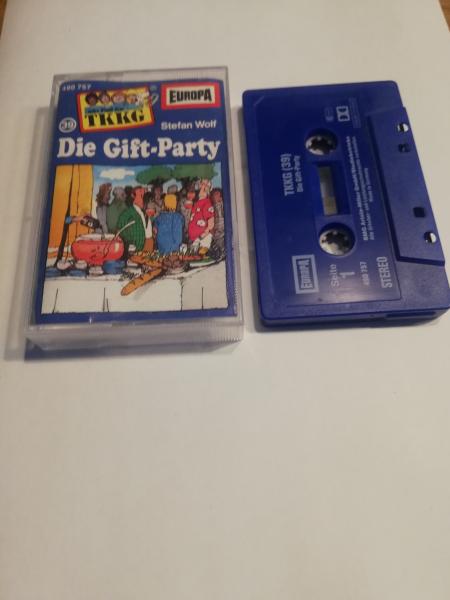 490 757
TKKG
EUROPA
39
Stefan Wolf
Die Gift-Party
TKKG (39)
Die Gift-Party
EUROPA
Seite
1
490 757
STEREO